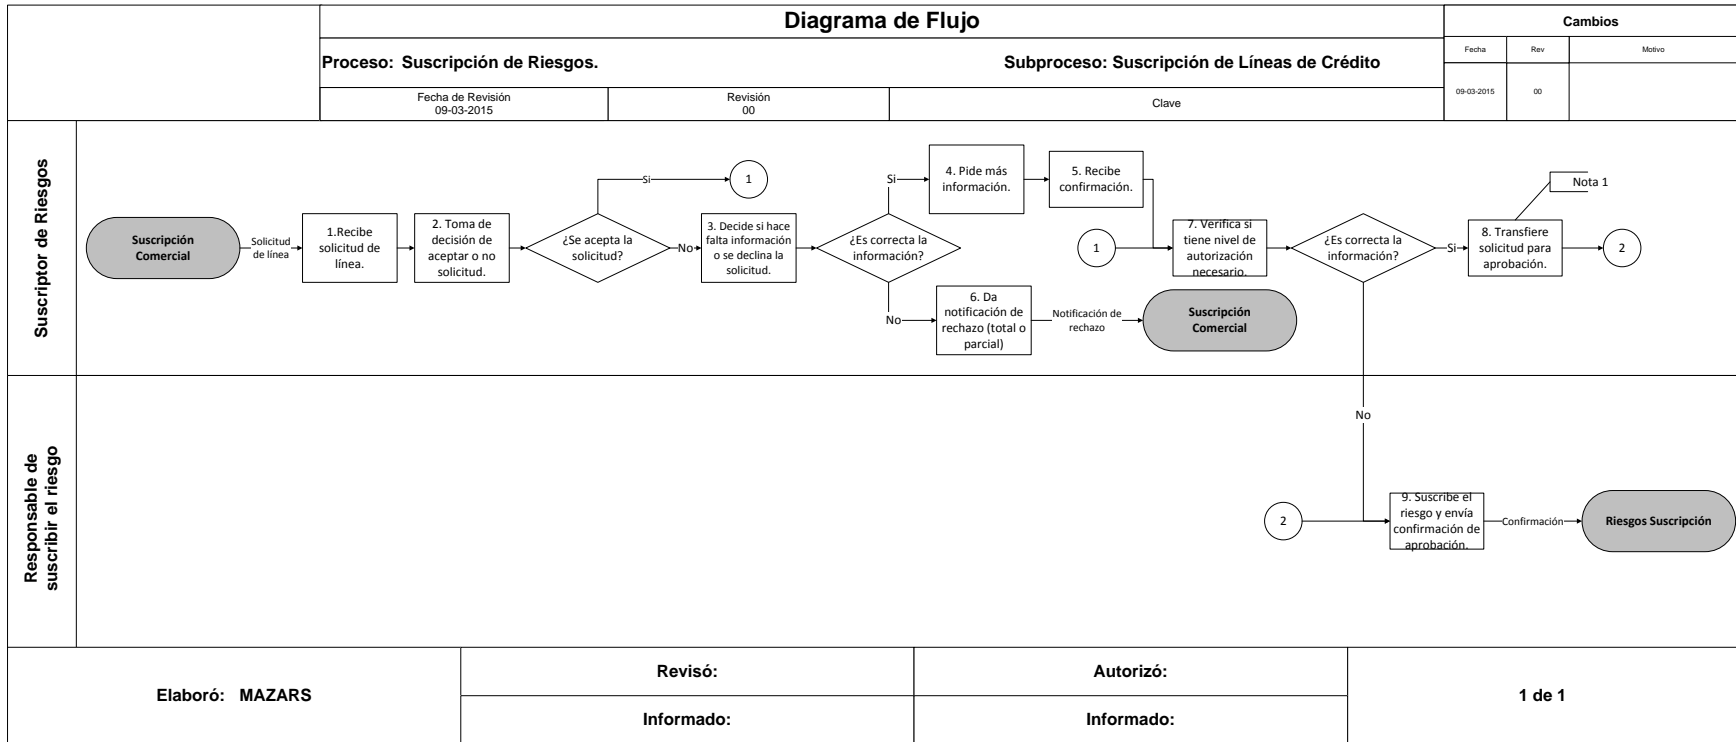 Diagrama de Flujo
Cambios
Fecha
Rev
Motivo
Proceso: Suscripción de Riesgos.
Subproceso: Suscripción de Líneas de Crédito
09-03-2015
00
Fecha de Revisión
09-03-2015
Revisión
00
Clave
Suscriptor de Riesgos
Suscripción
Comercial
Solicitud
de línea
1.Recibe
solicitud de
línea.
2. Toma de
decisión de
aceptar o no
solicitud.
¿Se acepta la
solicitud?
Si
1
No
3. Decide si hace
falta información
o se declina la
solicitud.
¿Es correcta la
información?
Si
4. Pide más
información.
5. Recibe
confirmación.
No
6. Da
notificación de
rechazo (total o
parcial)
Notificación de
rechazo
Suscripción
Comercial
1
7. Verifica si
tiene nivel de
autorización
necesario.
¿Es correcta la
información?
Si
8. Transfiere
solicitud para
aprobación.
Nota 1
2
No
Responsable de
suscribir el riesgo
2
9. Suscribe el
riesgo y envía
confirmación de
aprobación.
Confirmación
Riesgos Suscripción
Elaboró: MAZARS
Revisó:
Autorizó:
Informado:
Informado:
1 de 1